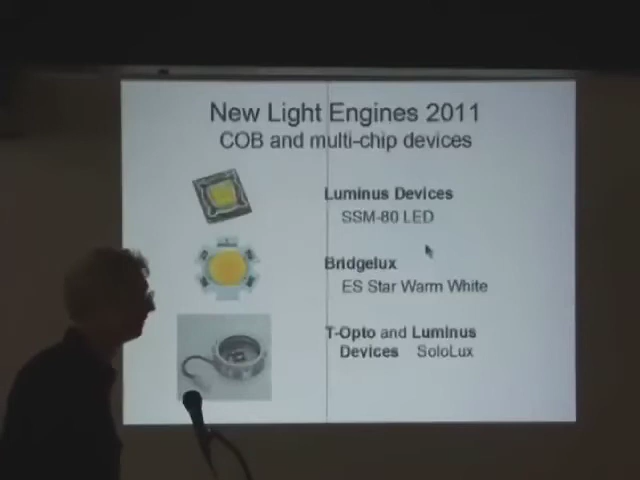 New Light Engines 2011
COB and multi-chip devices
Luminus Devices
SSM-80 LED
Bridgelux
ES Star Warm White
T-Opto and Luminus
Devices SoloLux